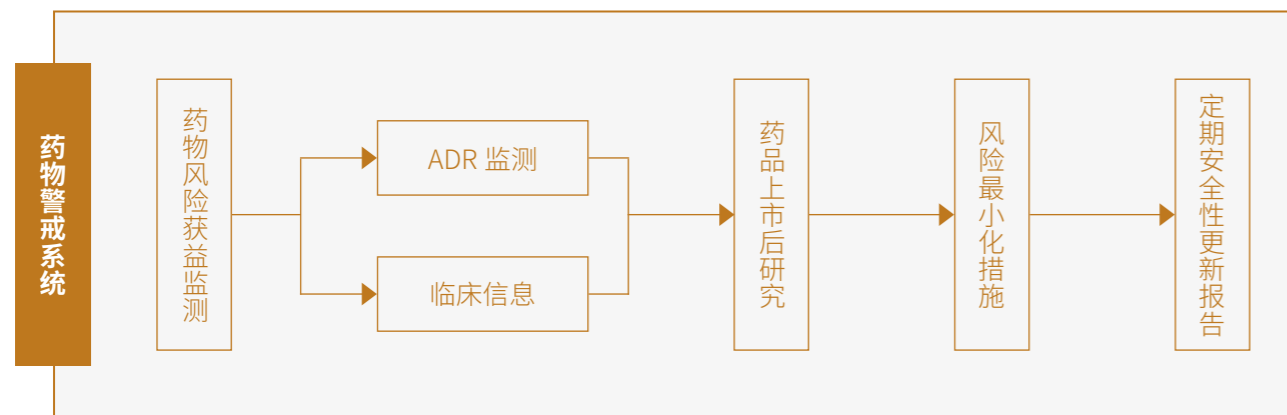 药物警戒系统
药物风险获益监测
ADR 监测
临床信息
药品上市后研究
风险最小化措施
定期安全性更新报告